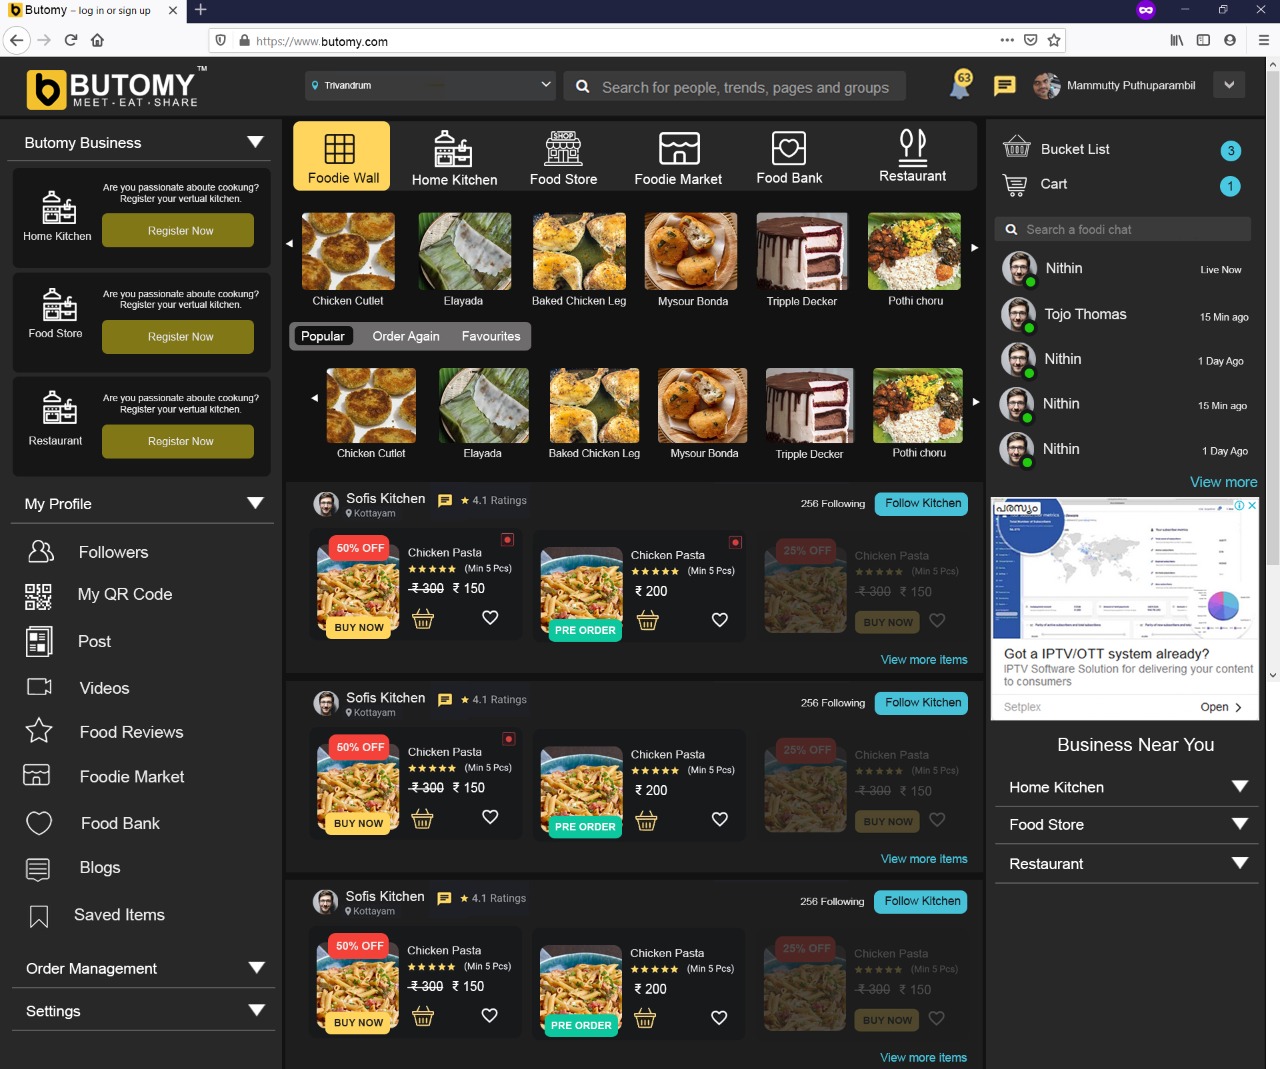 Butomy – log in or sign up
https://www.butomy.com
BUTOMY™
MEET - EAT - SHARE
Trivandrum
Search for people, trends, pages and groups
63
Mammutty Puthuparambil
Butomy Business
Are you passionate aboute cookung?
Register your vertual kitchen.
Home Kitchen
Register Now
Are you passionate aboute cookung?
Register your vertual kitchen.
Food Store
Register Now
Are you passionate aboute cookung?
Register your vertual kitchen.
Restaurant
Register Now
My Profile
Followers
My QR Code
Post
Videos
Food Reviews
Foodie Market
Food Bank
Blogs
Saved Items
Order Management
Settings
Foodie Wall
Home Kitchen
SHOP
Food Store
Foodie Market
Food Bank
Restaurant
Chicken Cutlet
Elayada
Baked Chicken Leg
Mysour Bonda
Tripple Decker
Pothi choru
Popular
Order Again
Favourites
Chicken Cutlet
Elayada
Baked Chicken Leg
Mysour Bonda
Tripple Decker
Pothi choru
Sofis Kitchen
Kottayam
4.1 Ratings
256 Following
Follow Kitchen
50% OFF
Chicken Pasta
(Min 5 Pcs)
₹ 300 ₹ 150
BUY NOW
Chicken Pasta
(Min 5 Pcs)
₹ 200
PRE ORDER
25% OFF
Chicken Pasta
(Min 5 Pcs)
₹ 300 ₹ 150
BUY NOW
View more items
Sofis Kitchen
Kottayam
4.1 Ratings
256 Following
Follow Kitchen
50% OFF
Chicken Pasta
(Min 5 Pcs)
₹ 300 ₹ 150
BUY NOW
Chicken Pasta
(Min 5 Pcs)
₹ 200
PRE ORDER
25% OFF
Chicken Pasta
(Min 5 Pcs)
₹ 300 ₹ 150
BUY NOW
View more items
Sofis Kitchen
Kottayam
4.1 Ratings
256 Following
Follow Kitchen
50% OFF
Chicken Pasta
(Min 5 Pcs)
₹ 300 ₹ 150
BUY NOW
Chicken Pasta
(Min 5 Pcs)
₹ 200
PRE ORDER
25% OFF
Chicken Pasta
(Min 5 Pcs)
₹ 300 ₹ 150
BUY NOW
View more items
Bucket List
3
Cart
1
Search a foodi chat
Nithin
Live Now
Tojo Thomas
15 Min ago
Nithin
1 Day Ago
Nithin
15 Min ago
Nithin
1 Day Ago
View more
പരസ്യം
Got a IPTV/OTT system already?
IPTV Software Solution for delivering your content
to consumers
Setplex
Open
Business Near You
Home Kitchen
Food Store
Restaurant